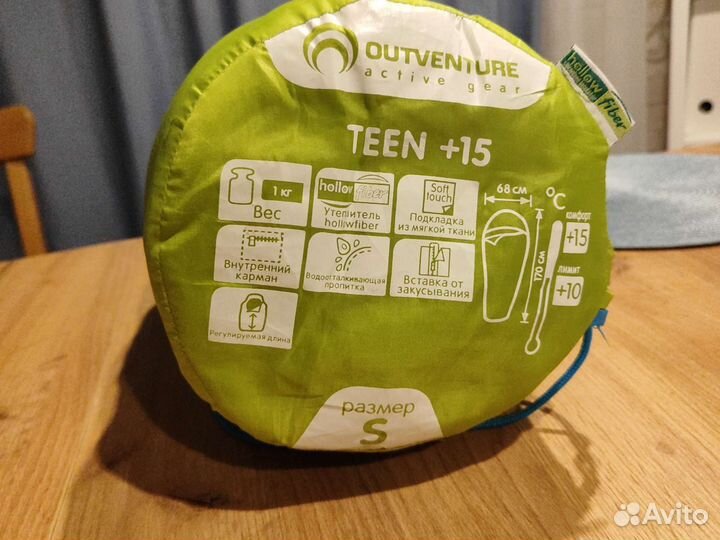 OUTVENTURE
active gear
hollow
fiber
TEEN +15
1 кг
Вес
hollow fiber
Утеплитель
hollwfiber
Soft
touch
Подкладка
из мягкой ткани
68 см
170 см
°C
комфорт
+15
лимит
+10
Внутренний
карман
Водоотталкивающая
пропитка
Вставка от
закусывания
Регулируемая длина
размер
S
Avito